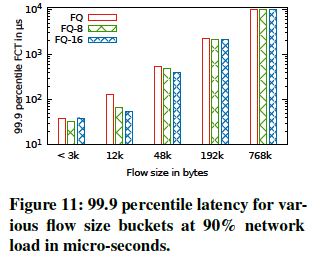 99.9 percentile FCT in µs
10⁴
10³
10²
10¹
FQ
FQ-8
FQ-16
< 3k 12k 48k 192k 768k
Flow size in bytes
Figure 11: 99.9 percentile latency for var-
ious flow size buckets at 90% network
load in micro-seconds.